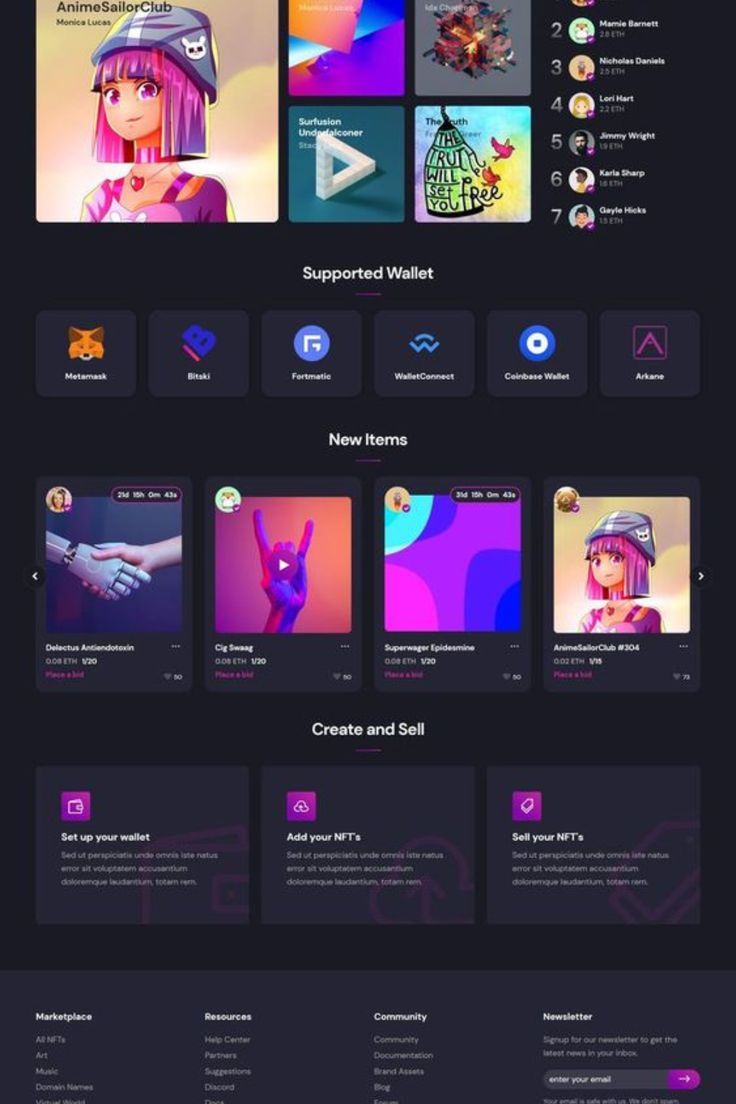 AnimeSailorClub
Monica Lucas
Monica Lucas
Surfusion
Underfalconer
The Truth
THE
TRUTH
WILL
SET
YOU FREE
2
Mamie Barnett
2.8 ETH
3
Nicholas Daniels
2.5 ETH
4
Lori Hart
2.2 ETH
5
Jimmy Wright
1.9 ETH
6
Karla Sharp
1.6 ETH
7
Gayle Hicks
1.5 ETH
Supported Wallet
Metamask
Bitski
Fortmatic
WalletConnect
Coinbase Wallet
Arkane
New Items
21d 15h 0m 43s
31d 15h 0m 43s
Delectus Antiendotoxin
0.08 ETH 1/20
Place a bid
50
Cig Swaag
0.08 ETH 1/20
Place a bid
50
Superwager Epidesmine
0.08 ETH 1/20
Place a bid
50
AnimeSailorClub #304
0.02 ETH 1/15
Place a bid
73
Create and Sell
Set up your wallet
Sed ut perspiciatis unde omnis iste natus
error sit voluptatem accusantium
doloremque laudantium, totam rem.
Add your NFT's
Sed ut perspiciatis unde omnis iste natus
error sit voluptatem accusantium
doloremque laudantium, totam rem.
Sell your NFT's
Sed ut perspiciatis unde omnis iste natus
error sit voluptatem accusantium
doloremque laudantium, totam rem.
Marketplace
All NFTs
Art
Music
Domain Names
Virtual World
Resources
Help Center
Partners
Suggestions
Discord
Docs
Community
Community
Documentation
Brand Assets
Blog
Forum
Newsletter
Signup for our newsletter to get the
latest news in your inbox.
enter your email
Your email is safe with us. We don't spam.